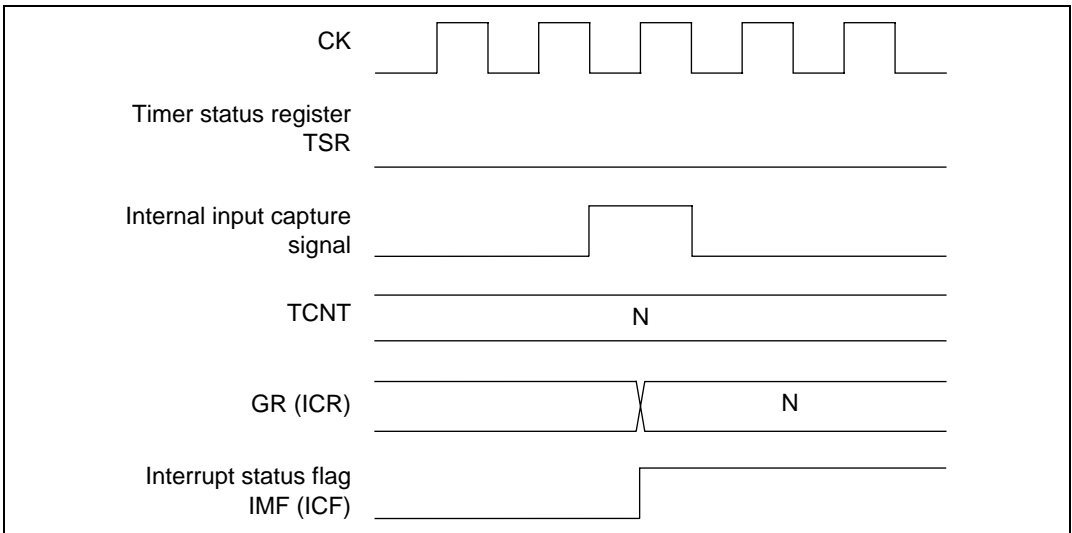 CK
Timer status register
TSR
Internal input capture
signal
TCNT
N
GR (ICR)
N
Interrupt status flag
IMF (ICF)